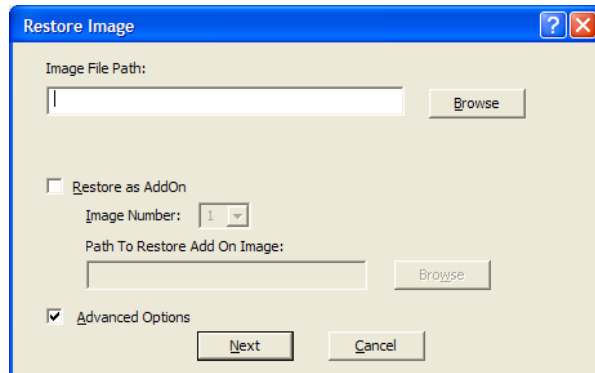 Restore Image
Image File Path:
Browse
Restore as AddOn
Image Number: 1
Path To Restore Add On Image:
Browse
Advanced Options
Next Cancel